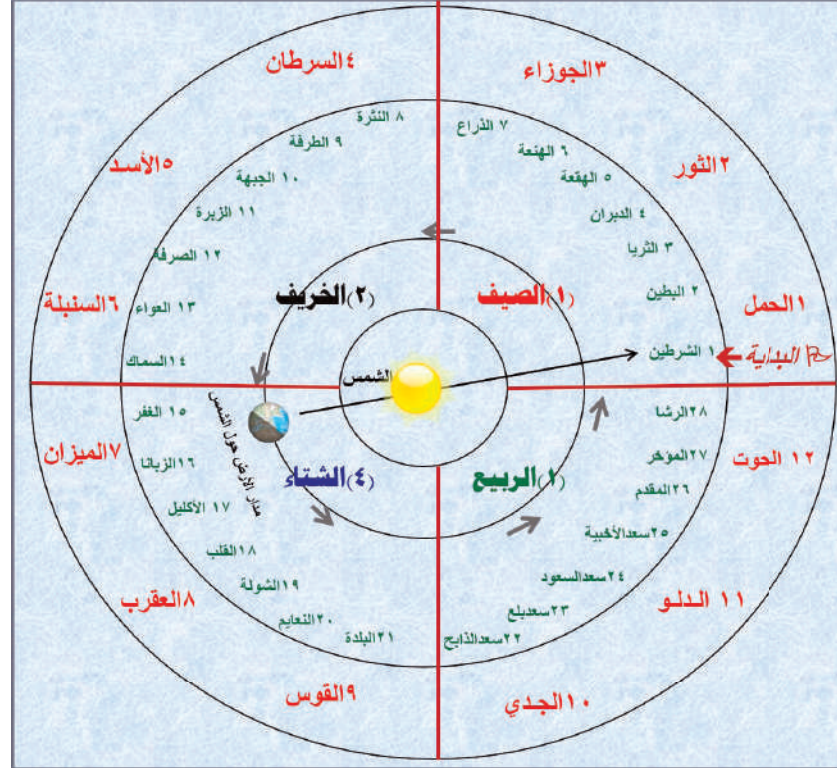 ٣الجوزاء
٤السرطان
٢الثور
٥الأسد
١الحمل
٦السنبلة
البداية
١ الشرطين
٢ البطين
٣ الثريا
٤ الدبران
٥ الهقعة
٦ الهنعة
٧ الذراع
٨ النثرة
٩ الطرفة
١٠ الجبهة
١١ الزبرة
١٢ الصرفة
١٣ العواء
١٤ السماك
(١) الصيف
(٢) الخريف
الشمس
مدار الأرض حول الشمس
(٤) الشتاء
(١) الربيع
١٥ الغفر
١٦الزبانا
١٧ الأكليل
١٨القلب
١٩الشولة
٢٠النعايم
٢١البلدة
٢٢سعدالذابح
٢٣سعدبلع
٢٤سعدالسعود
٢٥سعدالأخبية
٢٦المقدم
٢٧المؤخر
٢٨الرشا
٧الميزان
١٢ الحوت
٨العقرب
١١ الدلو
٩القوس
١٠الجدي